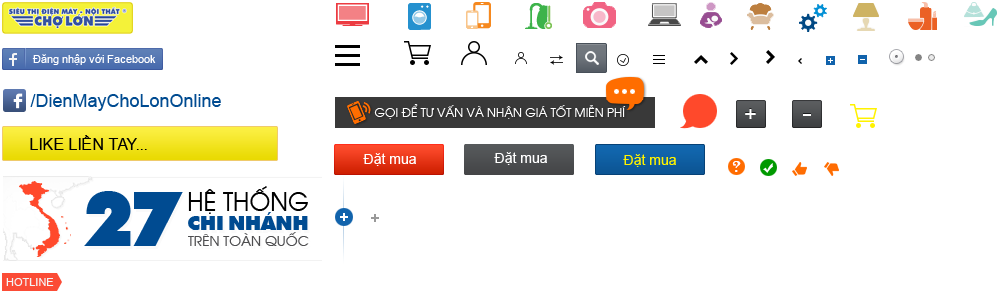 SIÊU THỊ ĐIỆN MÁY - NỘI THẤT
CHỢ LỚN
f Đăng nhập với Facebook
f /DienMayChoLonOnline
LIKE LIỀN TAY...
27 HỆ THỐNG
CHI NHÁNH
TRÊN TOÀN QUỐC
HOTLINE
GỌI ĐỂ TƯ VẤN VÀ NHẬN GIÁ TỐT MIỄN PHÍ
Đặt mua
Đặt mua
Đặt mua